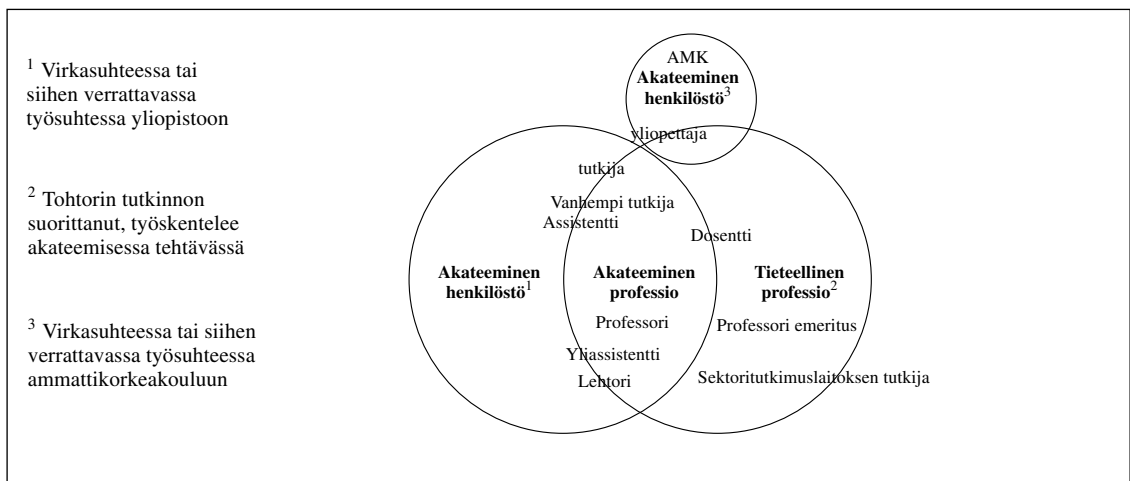 ¹ Virkasuhteessa tai
siihen verrattavassa
työsuhtessa yliopistoon
² Tohtorin tutkinnon
suorittanut, työskentelee
akateemisessa tehtävässä
³ Virkasuhteessa tai siihen
verrattavassa työsuhteessa
ammattikorkeakouluun
AMK
Akateeminen
henkilöstö³
yliopettaja
tutkija
Vanhempi tutkija
Assistentti
Dosentti
Akateeminen
henkilöstö¹
Akateeminen
professio
Tieteellinen
professio²
Professori
Professori emeritus
Yliassistentti
Lehtori
Sektoritutkimuslaitoksen tutkija